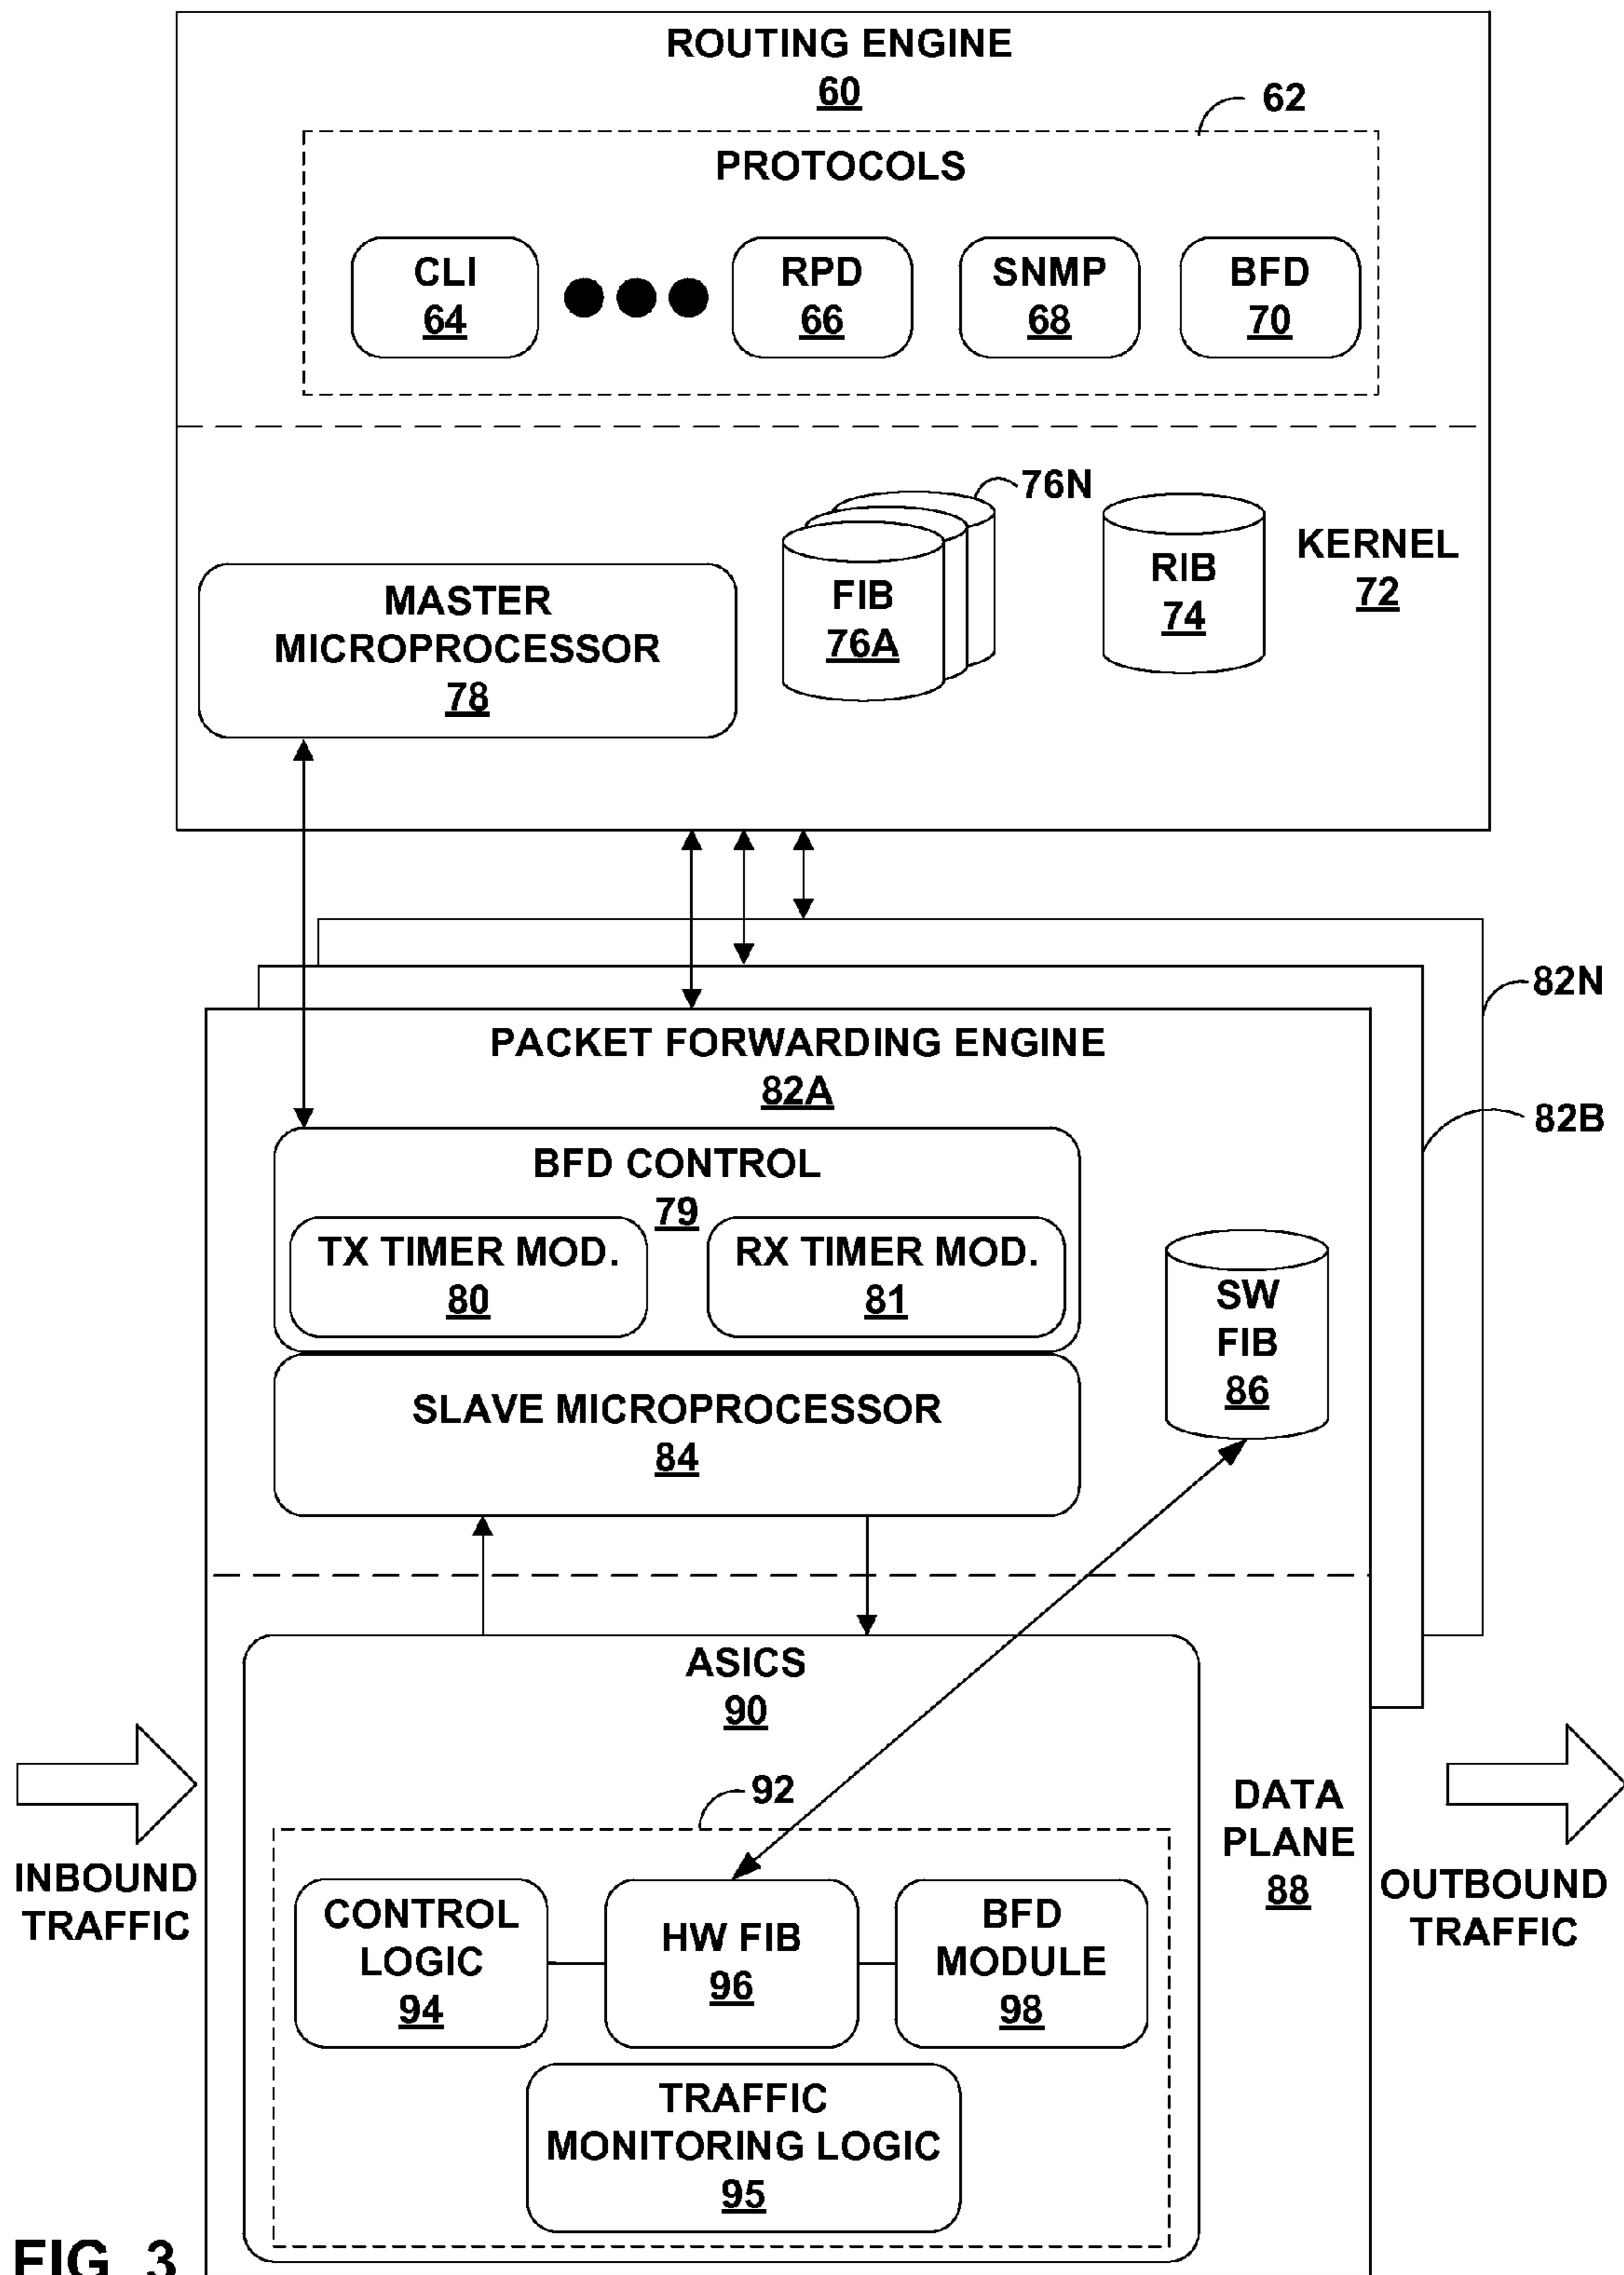 ROUTING ENGINE
60
62
PROTOCOLS
CLI
64
RPD
66
SNMP
68
BFD
70
76N
KERNEL
72
RIB
74
FIB
76A
MASTER
MICROPROCESSOR
78
82N
82B
PACKET FORWARDING ENGINE
82A
BFD CONTROL
79
TX TIMER MOD.
80
RX TIMER MOD.
81
SW
FIB
86
SLAVE MICROPROCESSOR
84
ASICS
90
92
DATA
PLANE
88
INBOUND
TRAFFIC
OUTBOUND
TRAFFIC
CONTROL
LOGIC
94
HW FIB
96
BFD
MODULE
98
TRAFFIC
MONITORING LOGIC
95
FIG. 3